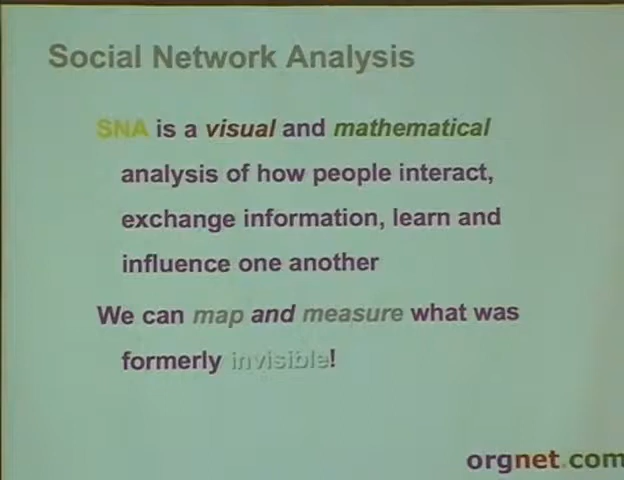 Social Network Analysis
SNA is a visual and mathematical
analysis of how people interact,
exchange information, learn and
influence one another
We can map and measure what was
formerly invisible!
orgnet.com